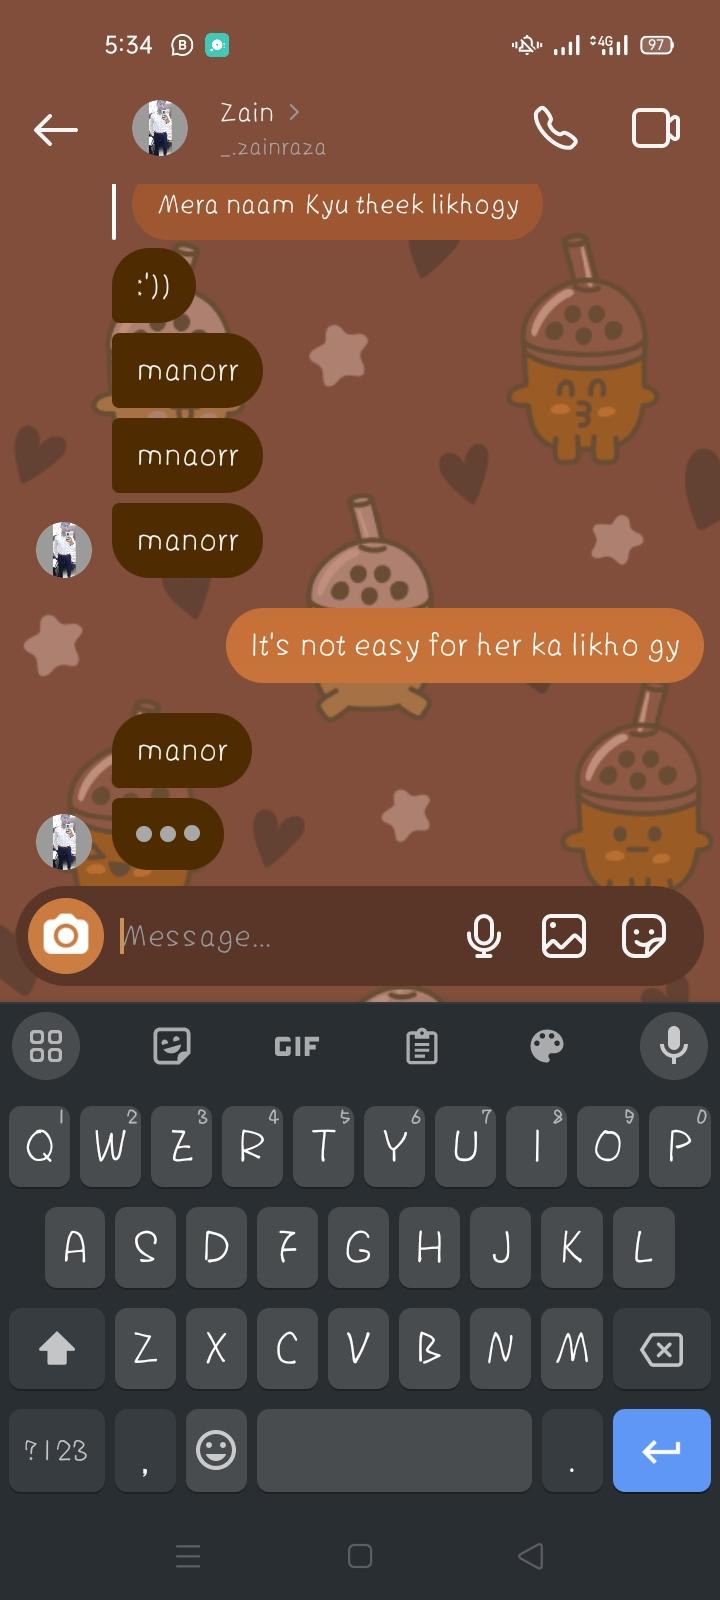 5:34
4G
97
Zain
_.zainraza
Mera naam Kyu theek likhogy
:'))
manorr
mnaorr
manorr
It's not easy for her ka likho gy
manor
Message...
GIF
1 2 3 4 5 6 7 8 9 0
Q W E R T Y U I O P
A S D F G H J K L
Z X C V B N M
?123 , .